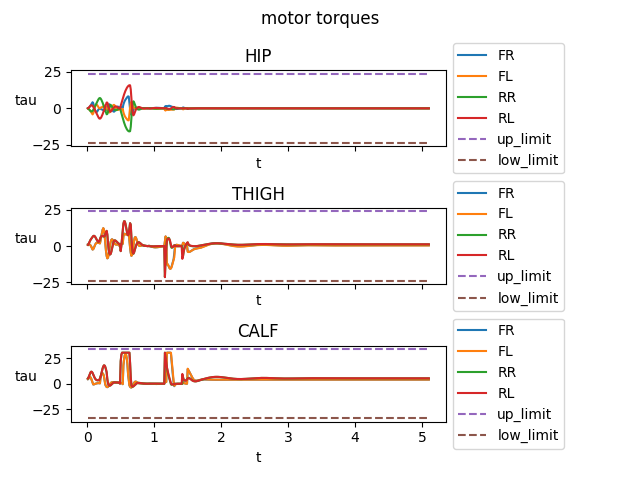 motor torques
HIP
25
0
−25
tau
t
FR
FL
RR
RL
up_limit
low_limit
THIGH
25
0
−25
tau
t
FR
FL
RR
RL
up_limit
low_limit
CALF
25
0
−25
tau
0 1 2 3 4 5
t
FR
FL
RR
RL
up_limit
low_limit